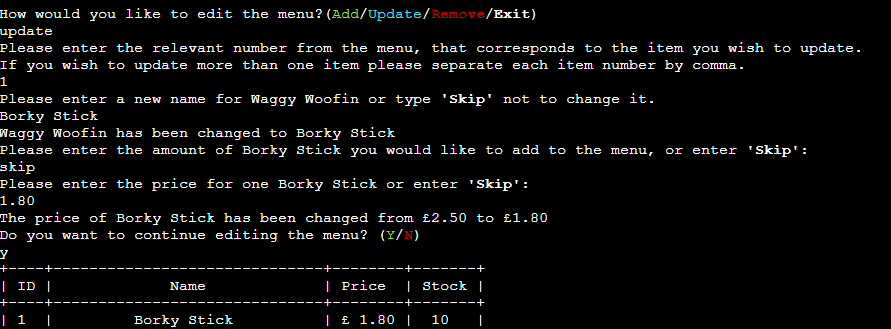 How would you like to edit the menu?(Add/Update/Remove/Exit)
update
Please enter the relevant number from the menu, that corresponds to the item you wish to update.
If you wish to update more than one item please separate each item number by comma.
1
Please enter a new name for Waggy Woofin or type 'Skip' not to change it.
Borky Stick
Waggy Woofin has been changed to Borky Stick
Please enter the amount of Borky Stick you would like to add to the menu, or enter 'Skip':
skip
Please enter the price for one Borky Stick or enter 'Skip':
1.80
The price of Borky Stick has been changed from £2.50 to £1.80
Do you want to continue editing the menu? (Y/N)
y
+----+-------------------------------+--------+-------+
| ID | Name | Price | Stock |
+----+-------------------------------+--------+-------+
| 1 | Borky Stick | £ 1.80 | 10 |